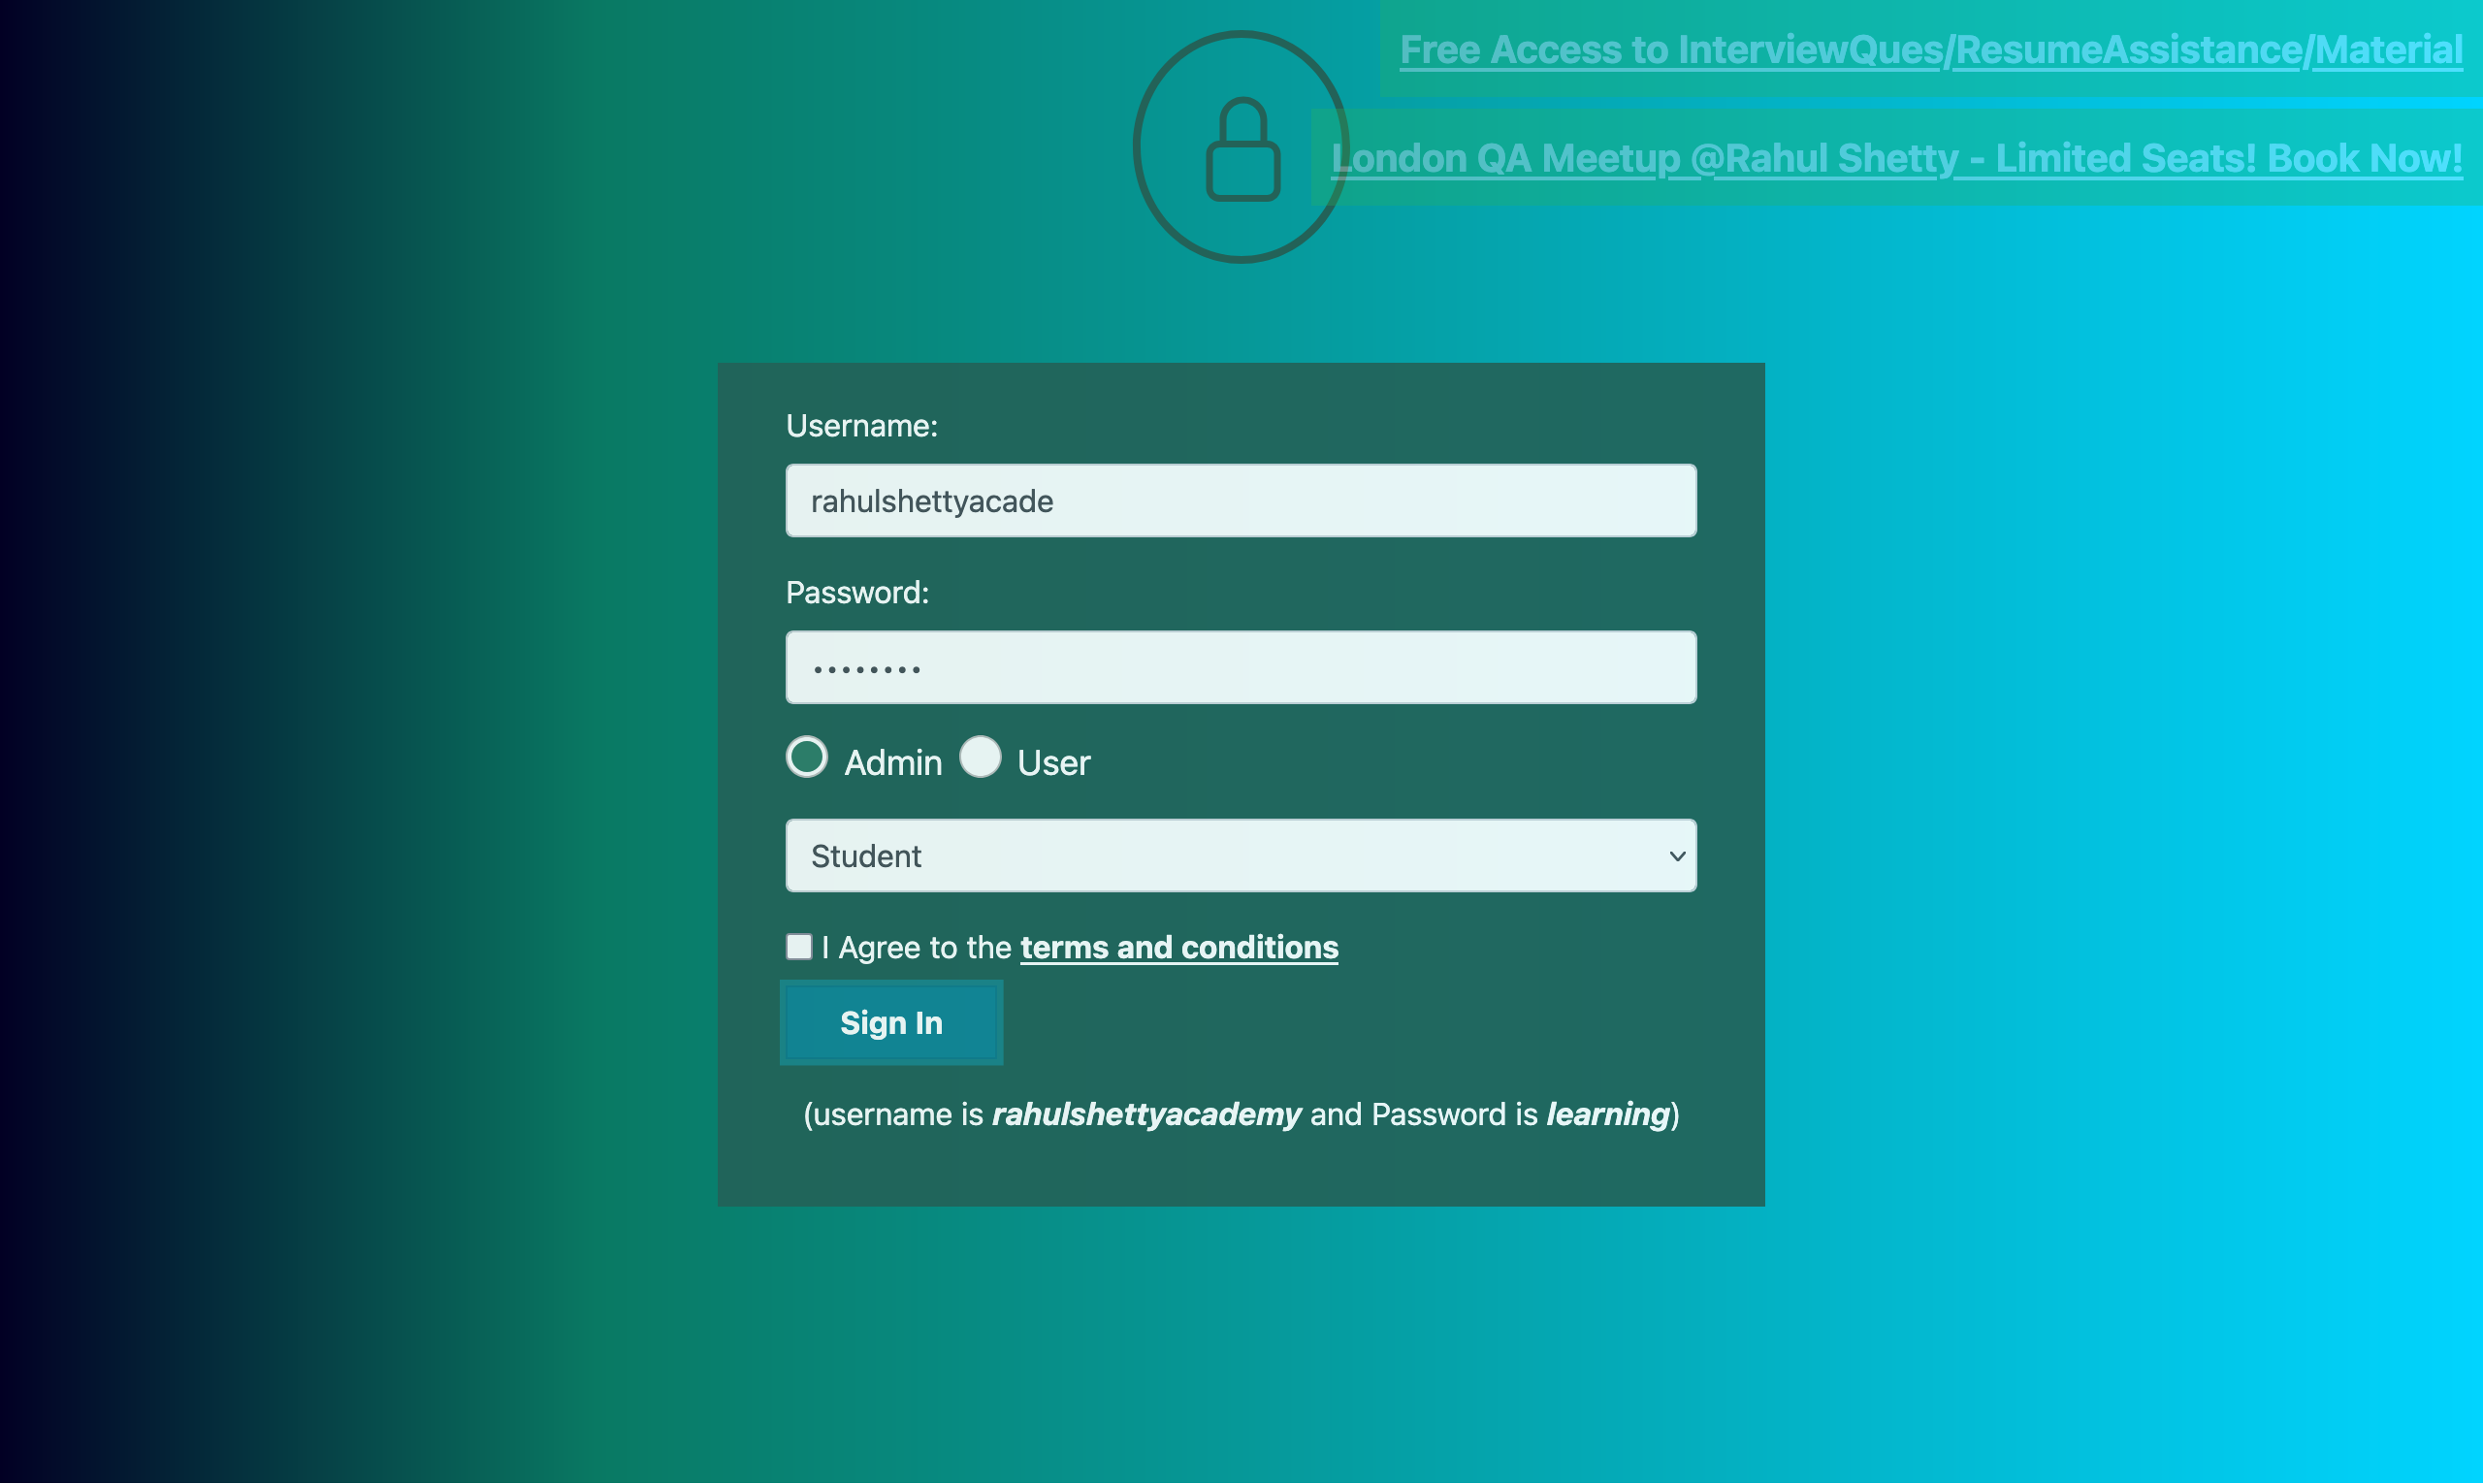 Free Access to InterviewQues/ResumeAssistance/Material
London QA Meetup @Rahul Shetty - Limited Seats! Book Now!
Username:
rahulshettyacade
Password:
••••••••
Admin User
Student
I Agree to the terms and conditions
Sign In
(username is rahulshettyacademy and Password is learning)